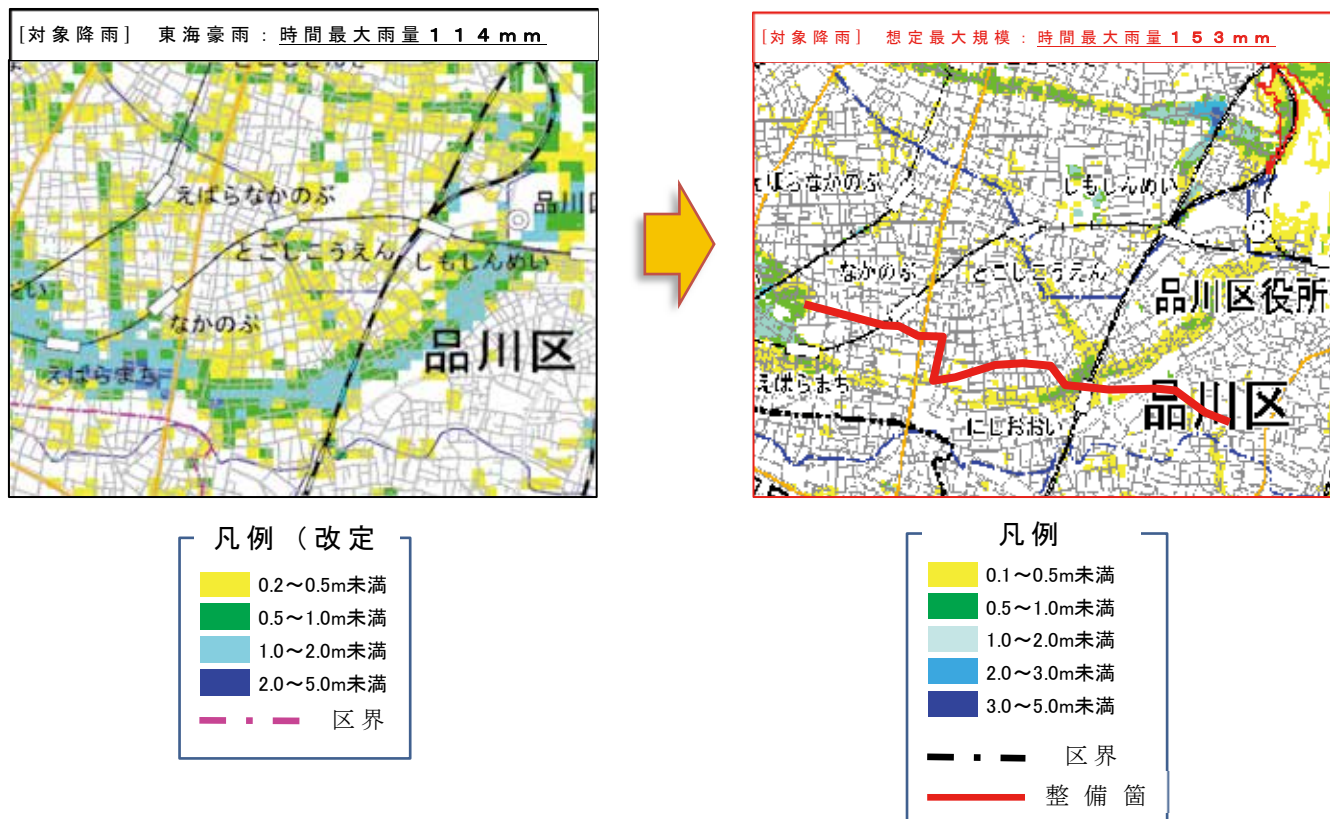 [対象降雨] 東海豪雨：時間最大雨量１１４ｍｍ
えばらなかのぶ
品川
とごしこうえん
しもしんめい
なかのぶ
品川区
えばらまち
凡例（改定
0.2～0.5m未満
0.5～1.0m未満
1.0～2.0m未満
2.0～5.0m未満
区界
[対象降雨] 想定最大規模：時間最大雨量１５３ｍｍ
えばらなかのぶ
しもしんめい
なかのぶ
とごしこうえん
品川区役所
えばらまち
品川区
にしおおい
凡例
0.1～0.5m未満
0.5～1.0m未満
1.0～2.0m未満
2.0～3.0m未満
3.0～5.0m未満
区界
整備箇